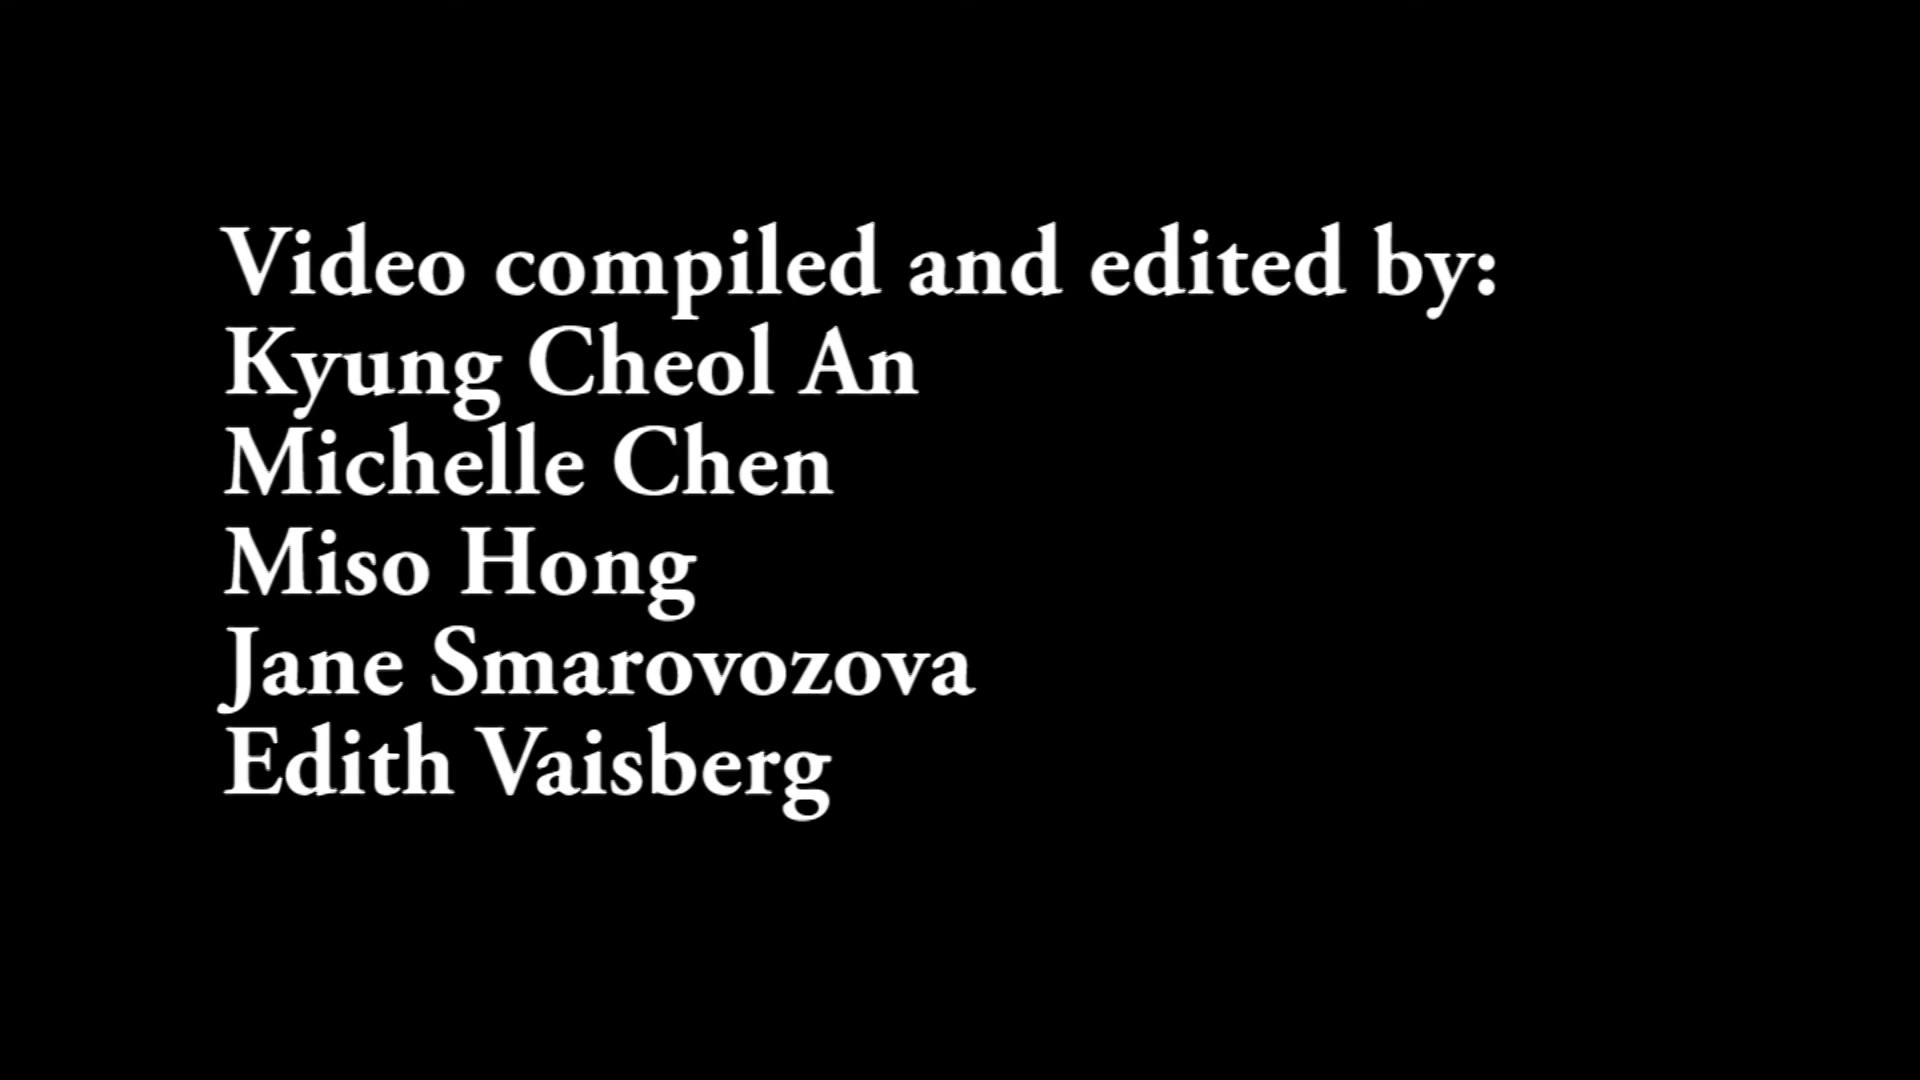 Video compiled and edited by:
Kyung Cheol An
Michelle Chen
Miso Hong
Jane Smarovozova
Edith Vaisberg